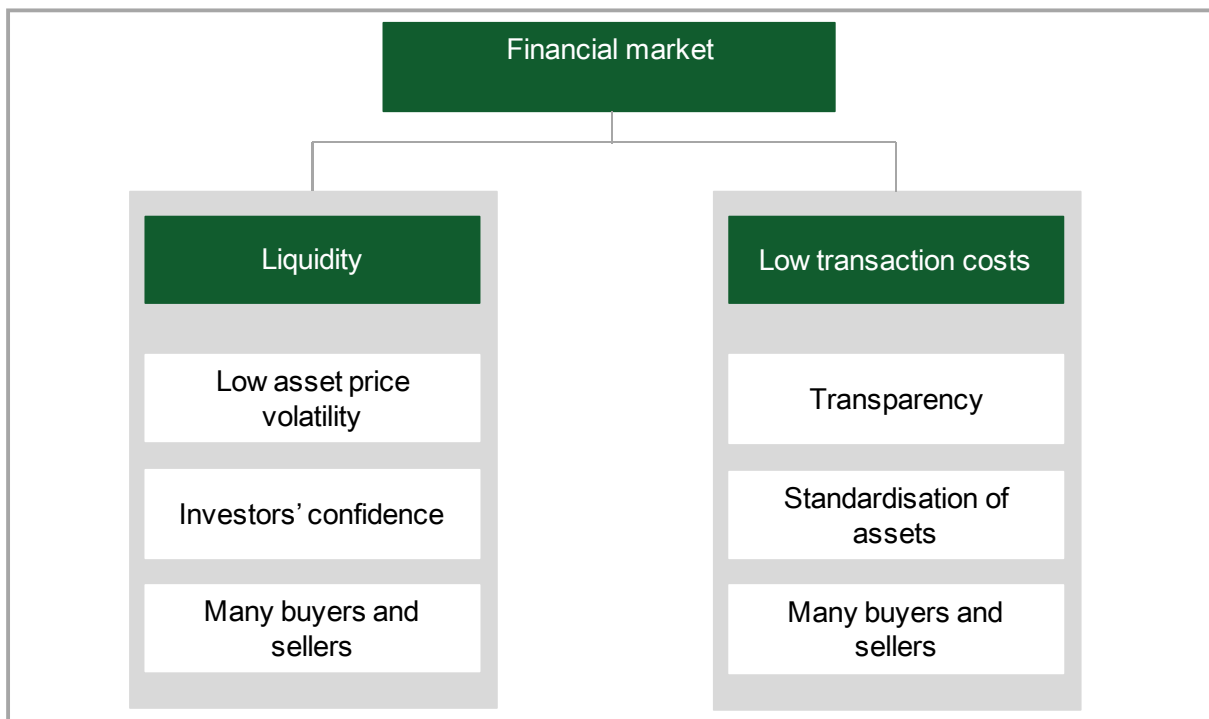 Financial market
Liquidity
Low asset price
volatility
Investors’ confidence
Many buyers and
sellers
Low transaction costs
Transparency
Standardisation of
assets
Many buyers and
sellers